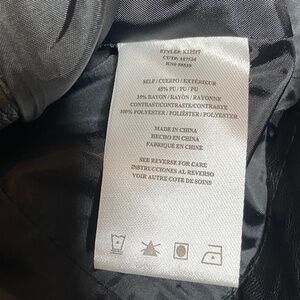 SELF / CUERPO / EXTÉRIEUR
65% PU / PU / PU
35% RAYON / RAYÓN / RAYONNE
CONTRAST/CONTRASTE/CONTRASTE
100% POLYESTER / POLIÉSTER / POLYESTER
MADE IN CHINA
HECHO EN CHINA
FABRIQUÉ EN CHINE
SEE REVERSE FOR CARE
INSTRUCCIONES AL REVERSO
VOIR AUTRE COTE DE SOINS